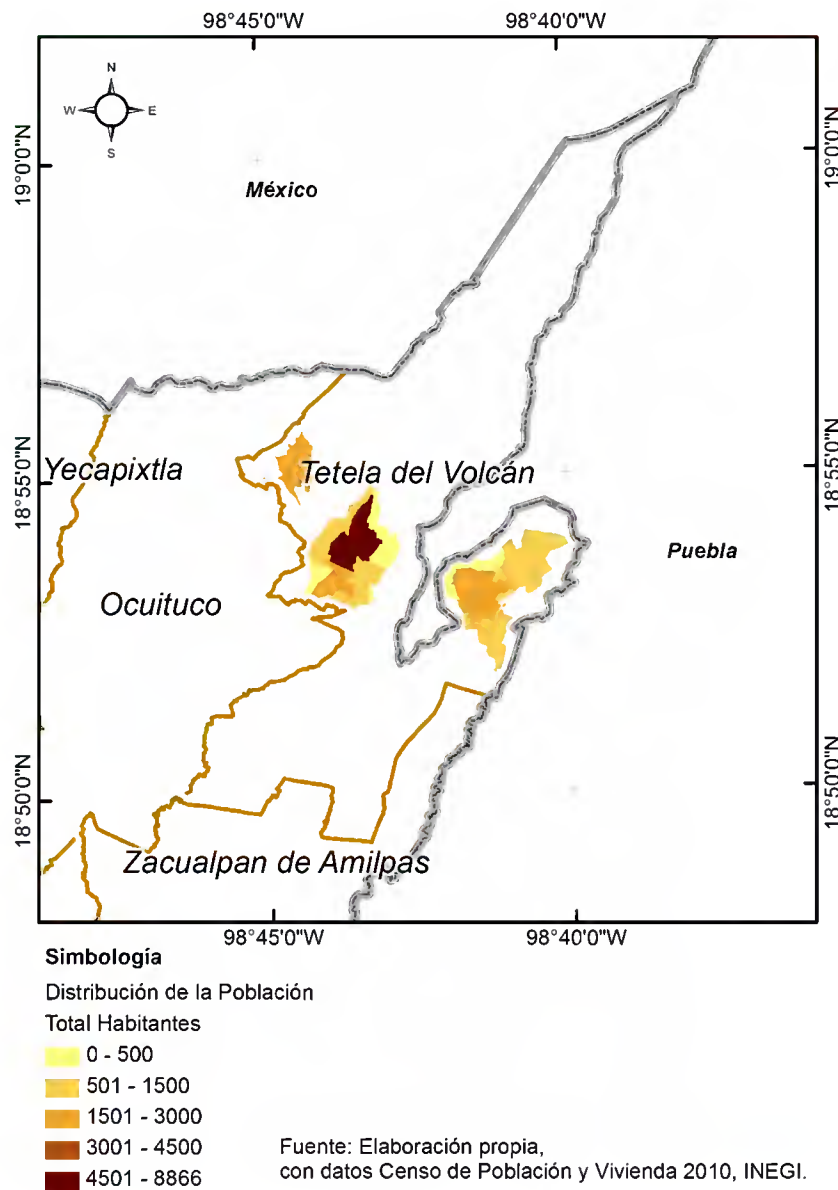 98°45'0"W 98°40'0"W
N
W E
S
19°0'0"N 19°0'0"N
México
18°55'0"N 18°55'0"N
Yecapixtla Tetela del Volcán
Puebla
Ocuituco
18°50'0"N 18°50'0"N
Zacualpan de Amilpas
98°45'0"W 98°40'0"W
Simbología
Distribución de la Población
Total Habitantes
0 - 500
501 - 1500
1501 - 3000
3001 - 4500
4501 - 8866
Fuente: Elaboración propia,
con datos Censo de Población y Vivienda 2010, INEGI.